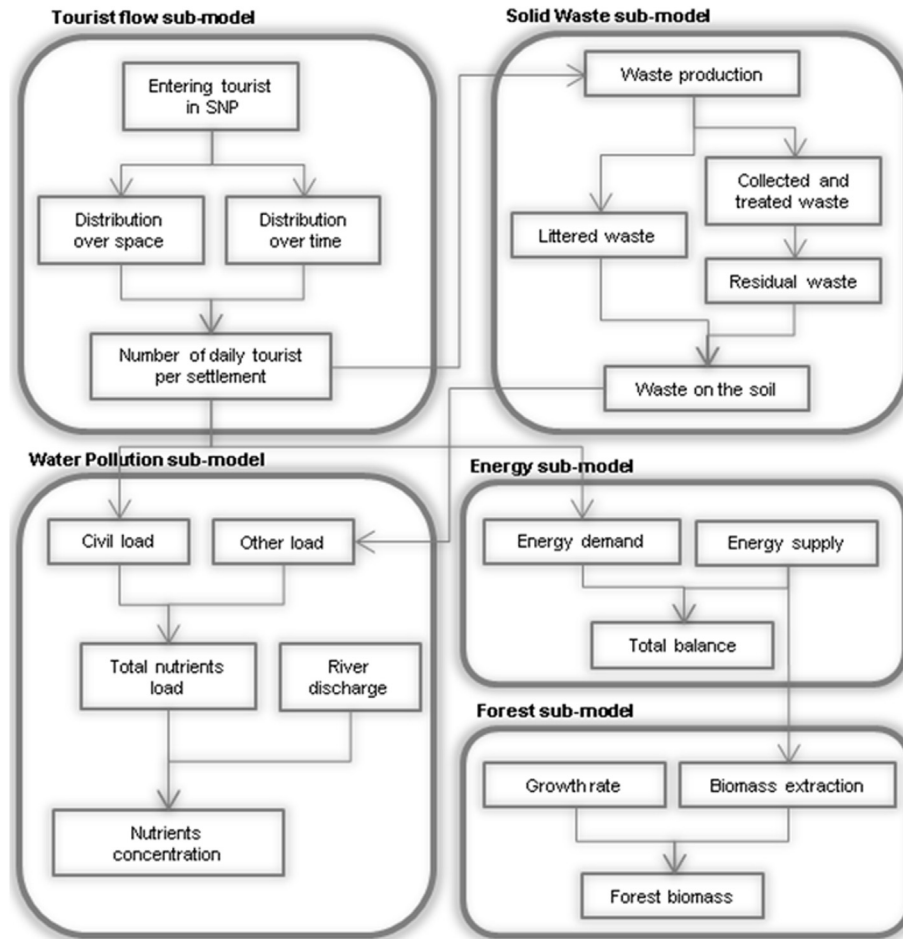 Tourist flow sub-model
Entering tourist
in SNP
Distribution
over space
Distribution
over time
Number of daily tourist
per settlement
Solid Waste sub-model
Waste production
Collected and
treated waste
Littered waste
Residual waste
Waste on the soil
Water Pollution sub-model
Civil load
Other load
Total nutrients
load
River
discharge
Nutrients
concentration
Energy sub-model
Energy demand
Energy supply
Total balance
Forest sub-model
Growth rate
Biomass extraction
Forest biomass